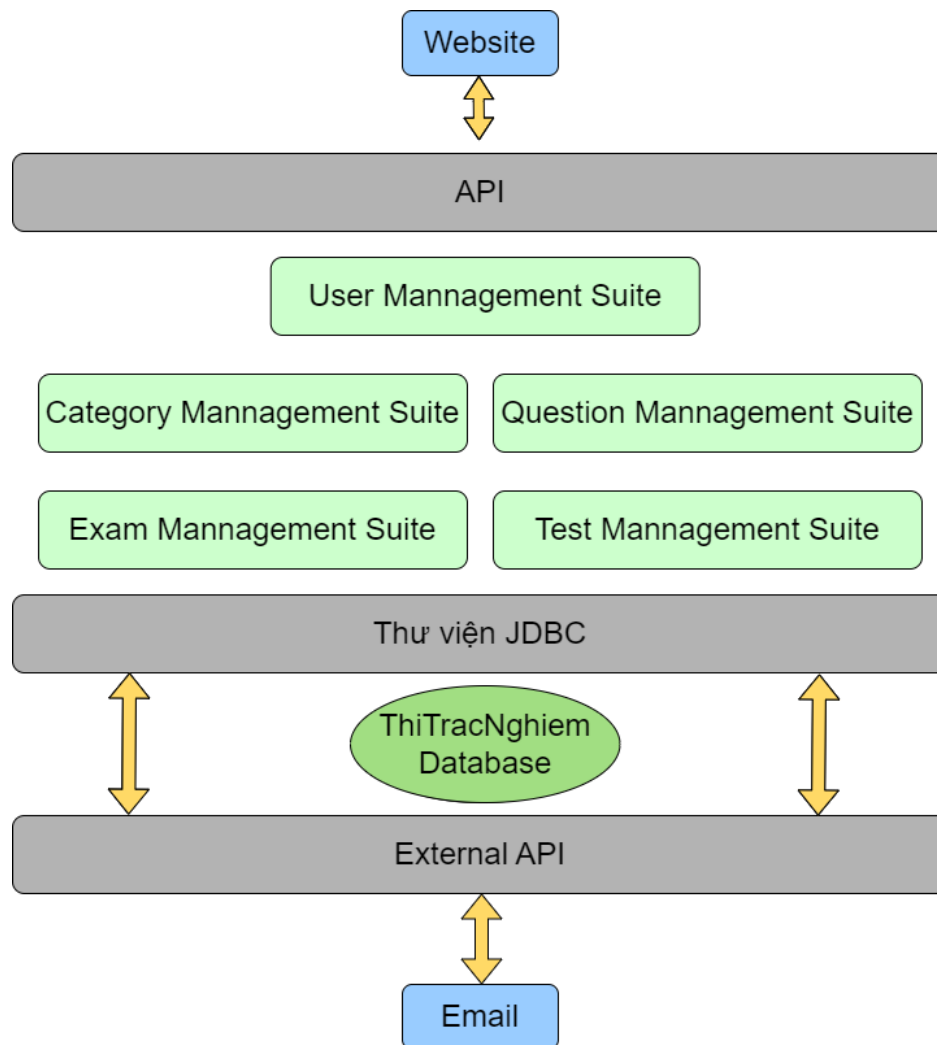 Website
API
User Mannagement Suite
Category Mannagement Suite
Question Mannagement Suite
Exam Mannagement Suite
Test Mannagement Suite
Thư viện JDBC
ThiTracNghiem
Database
External API
Email